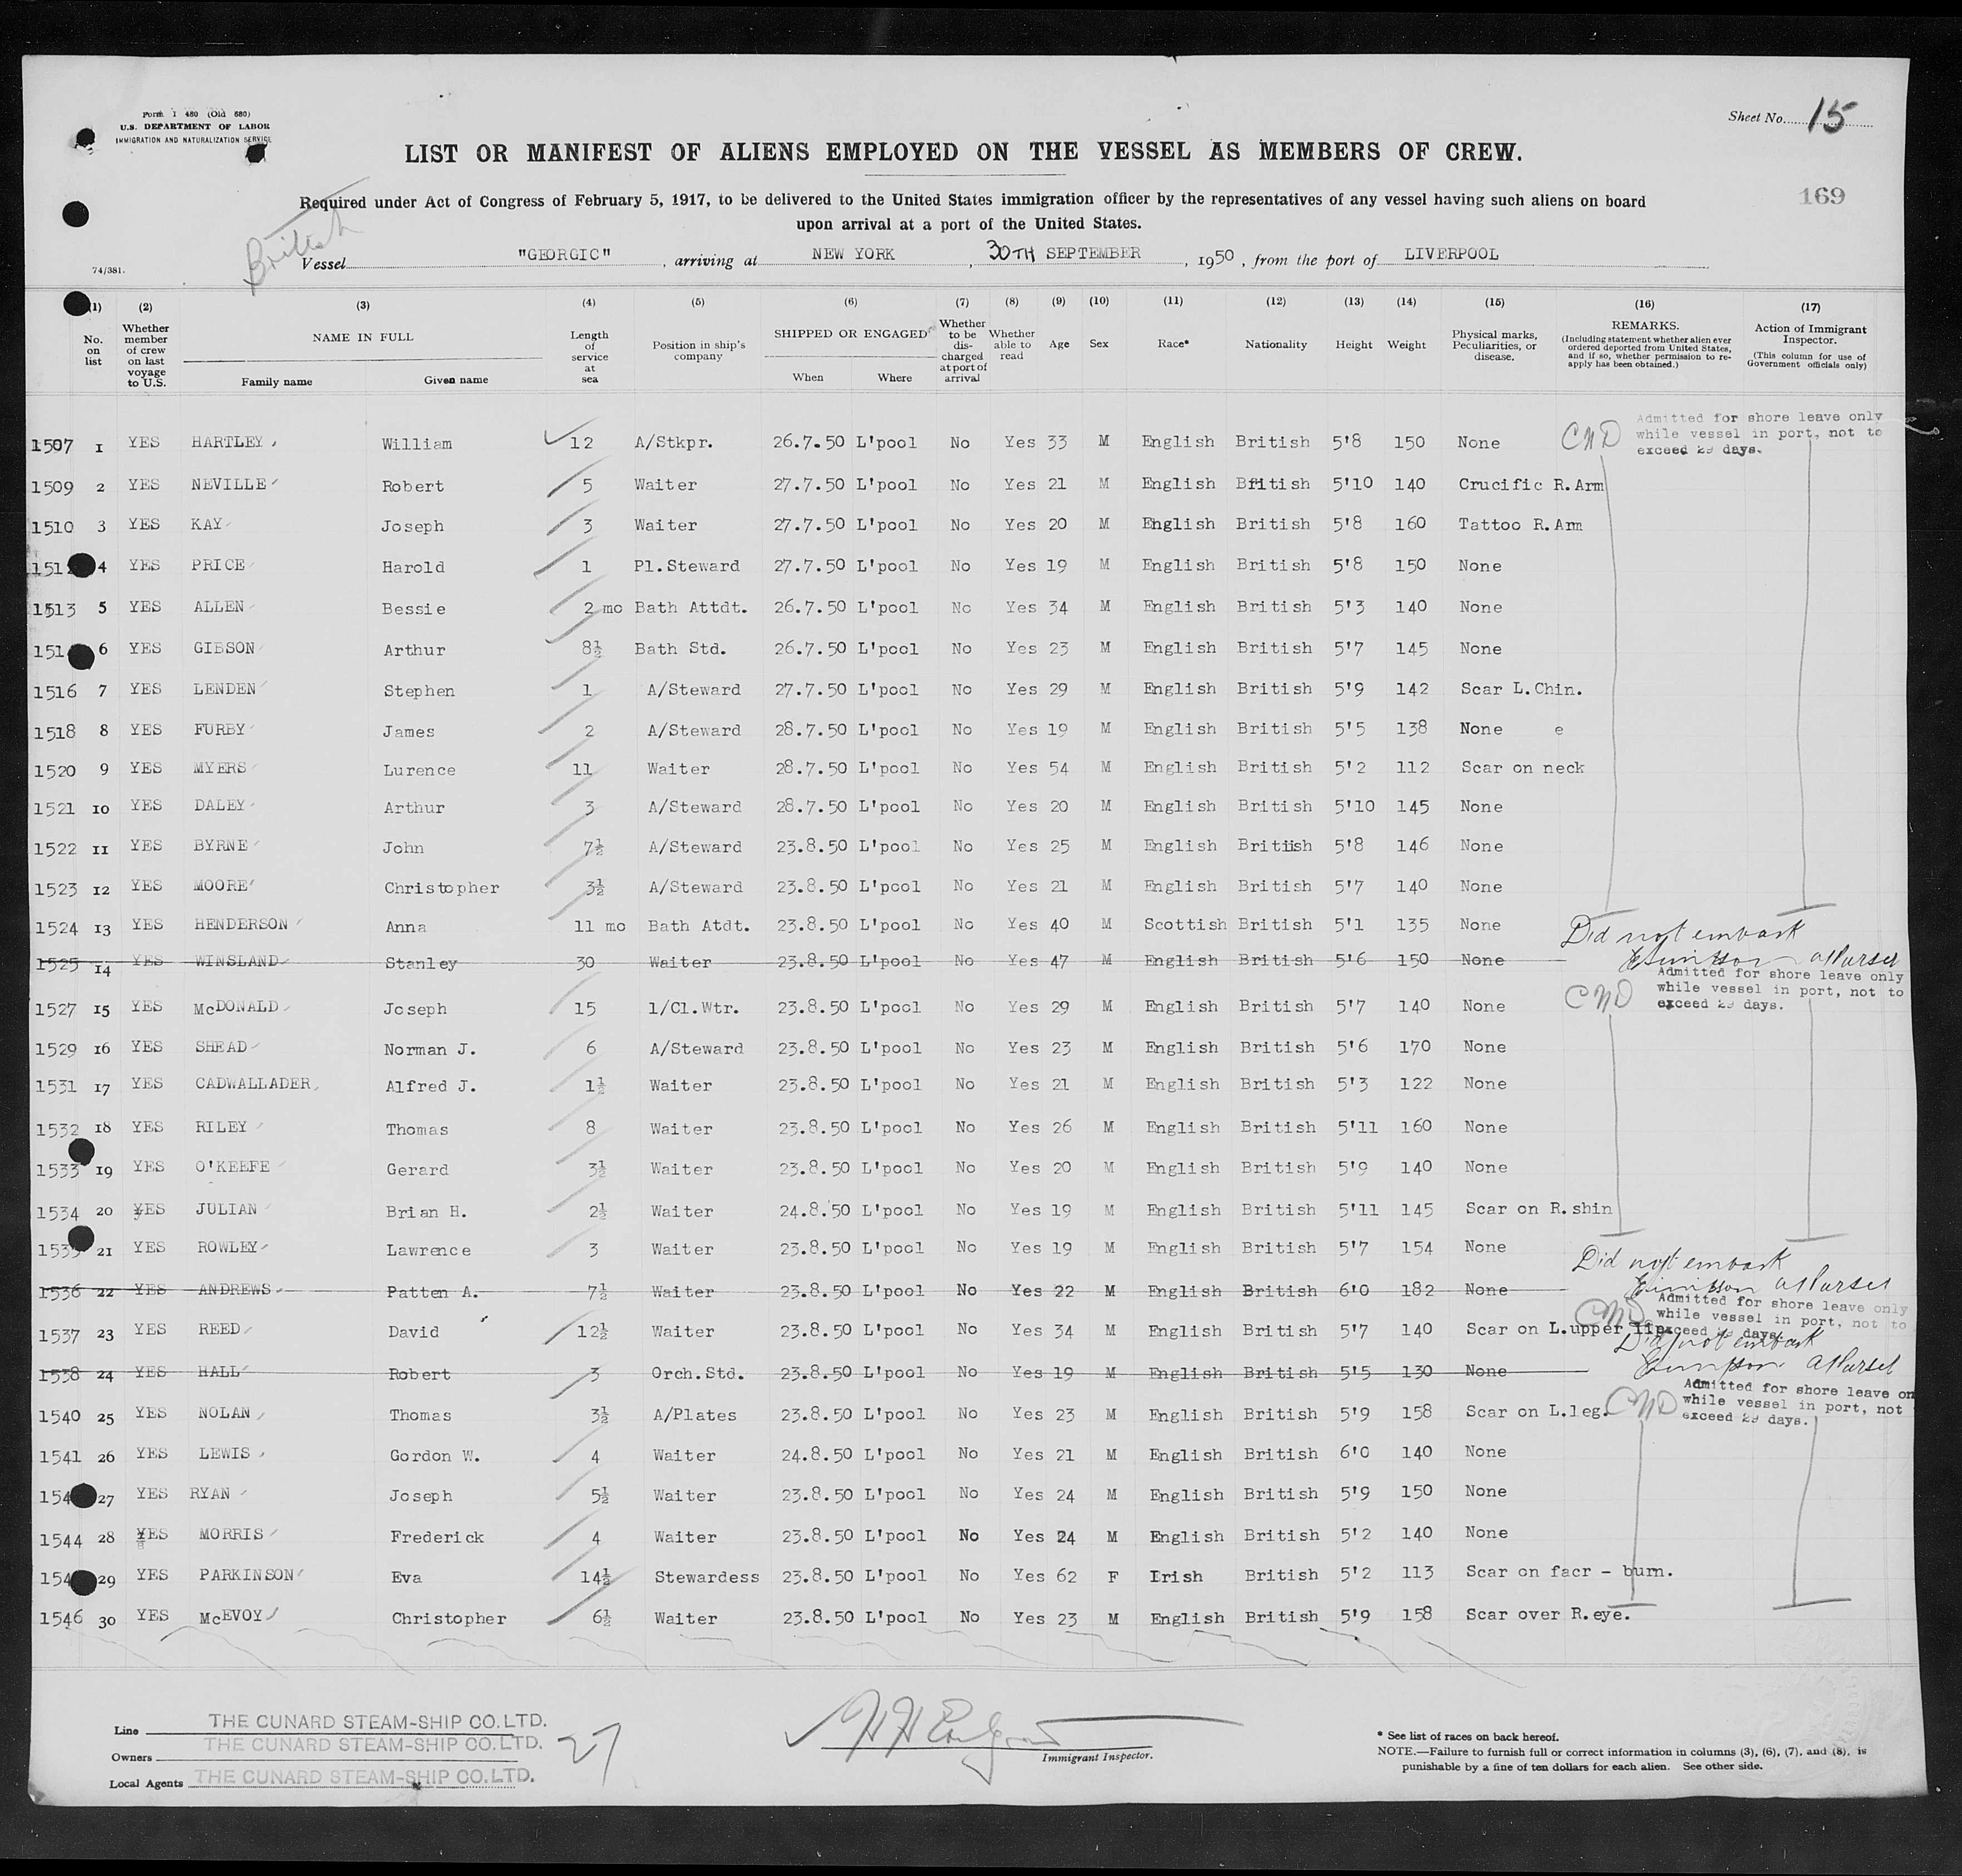 Form I 480 (Old 680)
U.S. DEPARTMENT OF LABOR
IMMIGRATION AND NATURALIZATION SERVICE
Sheet No. 15
LIST OR MANIFEST OF ALIENS EMPLOYED ON THE VESSEL AS MEMBERS OF CREW.
169
Required under Act of Congress of February 5, 1917, to be delivered to the United States immigration officer by the representatives of any vessel having such aliens on board
upon arrival at a port of the United States.
British
Vessel "GEORGIC", arriving at NEW YORK, 30TH SEPTEMBER, 1950, from the port of LIVERPOOL
74/381.
(1) (2) (3) (4) (5) (6) (7) (8) (9) (10) (11) (12) (13) (14) (15) (16) (17)
No. on list
Whether member of crew on last voyage to U.S.
NAME IN FULL
Family name Given name
Length of service at sea
Position in ship's company
SHIPPED OR ENGAGED
When Where
Whether to be discharged at port of arrival
Whether able to read
Age Sex Race* Nationality Height Weight
Physical marks, Peculiarities, or disease.
REMARKS.
(Including statement whether alien ever ordered deported from United States, and if so, whether permission to reapply has been obtained.)
Action of Immigrant Inspector.
(This column for use of Government officials only)
1507 1 YES HARTLEY William 12 A/Stkpr. 26.7.50 L'pool No Yes 33 M English British 5'8 150 None CND Admitted for shore leave only while vessel in port, not to exceed 29 days.
1509 2 YES NEVILLE Robert 5 Waiter 27.7.50 L'pool No Yes 21 M English British 5'10 140 Crucific R.Arm
1510 3 YES KAY Joseph 3 Waiter 27.7.50 L'pool No Yes 20 M English British 5'8 160 Tattoo R.Arm
151 4 YES PRICE Harold 1 Pl.Steward 27.7.50 L'pool No Yes 19 M English British 5'8 150 None
1513 5 YES ALLEN Bessie 2 mo Bath Attdt. 26.7.50 L'pool No Yes 34 M English British 5'3 140 None
151 6 YES GIBSON Arthur 8½ Bath Std. 26.7.50 L'pool No Yes 23 M English British 5'7 145 None
1516 7 YES LENDEN Stephen 1 A/Steward 27.7.50 L'pool No Yes 29 M English British 5'9 142 Scar L.Chin.
1518 8 YES FURBY James 2 A/Steward 28.7.50 L'pool No Yes 19 M English British 5'5 138 None e
1520 9 YES MYERS Lurence 11 Waiter 28.7.50 L'pool No Yes 54 M English British 5'2 112 Scar on neck
1521 10 YES DALEY Arthur 3 A/Steward 28.7.50 L'pool No Yes 20 M English British 5'10 145 None
1522 11 YES BYRNE John 7½ A/Steward 23.8.50 L'pool No Yes 25 M English British 5'8 146 None
1523 12 YES MOORE Christopher 3½ A/Steward 23.8.50 L'pool No Yes 21 M English British 5'7 140 None
1524 13 YES HENDERSON Anna 11 mo Bath Atdt. 23.8.50 L'pool No Yes 40 M Scottish British 5'1 135 None
Did not embark
1525 14 YES WINSLAND Stanley 30 Waiter 23.8.50 L'pool No Yes 47 M English British 5'6 150 None
1527 15 YES McDONALD Joseph 15 1/Cl.Wtr. 23.8.50 L'pool No Yes 29 M English British 5'7 140 None CND Admitted for shore leave only while vessel in port, not to exceed 29 days.
1529 16 YES SHEAD Norman J. 6 A/Steward 23.8.50 L'pool No Yes 23 M English British 5'6 170 None
1531 17 YES CADWALLADER Alfred J. 1½ Waiter 23.8.50 L'pool No Yes 21 M English British 5'3 122 None
1532 18 YES RILEY Thomas 8 Waiter 23.8.50 L'pool No Yes 26 M English British 5'11 160 None
1533 19 YES O'KEEFE Gerard 3½ Waiter 23.8.50 L'pool No Yes 20 M English British 5'9 140 None
1534 20 YES JULIAN Brian H. 2½ Waiter 24.8.50 L'pool No Yes 19 M English British 5'11 145 Scar on R.shin
1535 21 YES ROWLEY Lawrence 3 Waiter 23.8.50 L'pool No Yes 19 M English British 5'7 154 None
Did not embark
1536 22 YES ANDREWS Patten A. 7½ Waiter 23.8.50 L'pool No Yes 22 M English British 6'0 182 None
1537 23 YES REED David 12½ Waiter 23.8.50 L'pool No Yes 34 M English British 5'7 140 Scar on L.upper lip CND Admitted for shore leave only while vessel in port, not to exceed 29 days.
Did not embark
1538 24 YES HALL Robert 3 Orch.Std. 23.8.50 L'pool No Yes 19 M English British 5'5 130 None
1540 25 YES NOLAN Thomas 3½ A/Plates 23.8.50 L'pool No Yes 23 M English British 5'9 158 Scar on L.leg. CND Admitted for shore leave on while vessel in port, not exceed 29 days.
1541 26 YES LEWIS Gordon W. 4 Waiter 24.8.50 L'pool No Yes 21 M English British 6'0 140 None
154 27 YES RYAN Joseph 5½ Waiter 23.8.50 L'pool No Yes 24 M English British 5'9 150 None
1544 28 YES MORRIS Frederick 4 Waiter 23.8.50 L'pool No Yes 24 M English British 5'2 140 None
154 29 YES PARKINSON Eva 14½ Stewardess 23.8.50 L'pool No Yes 62 F Irish British 5'2 113 Scar on facr - burn.
1546 30 YES McEVOY Christopher 6½ Waiter 23.8.50 L'pool No Yes 23 M English British 5'9 158 Scar over R.eye.
Line THE CUNARD STEAM-SHIP CO.LTD.
Owners THE CUNARD STEAM-SHIP CO.LTD.
Local Agents THE CUNARD STEAM-SHIP CO.LTD.
27
Immigrant Inspector.
* See list of races on back hereof.
NOTE.—Failure to furnish full or correct information in columns (3), (6), (7), and (8), is
punishable by a fine of ten dollars for each alien. See other side.